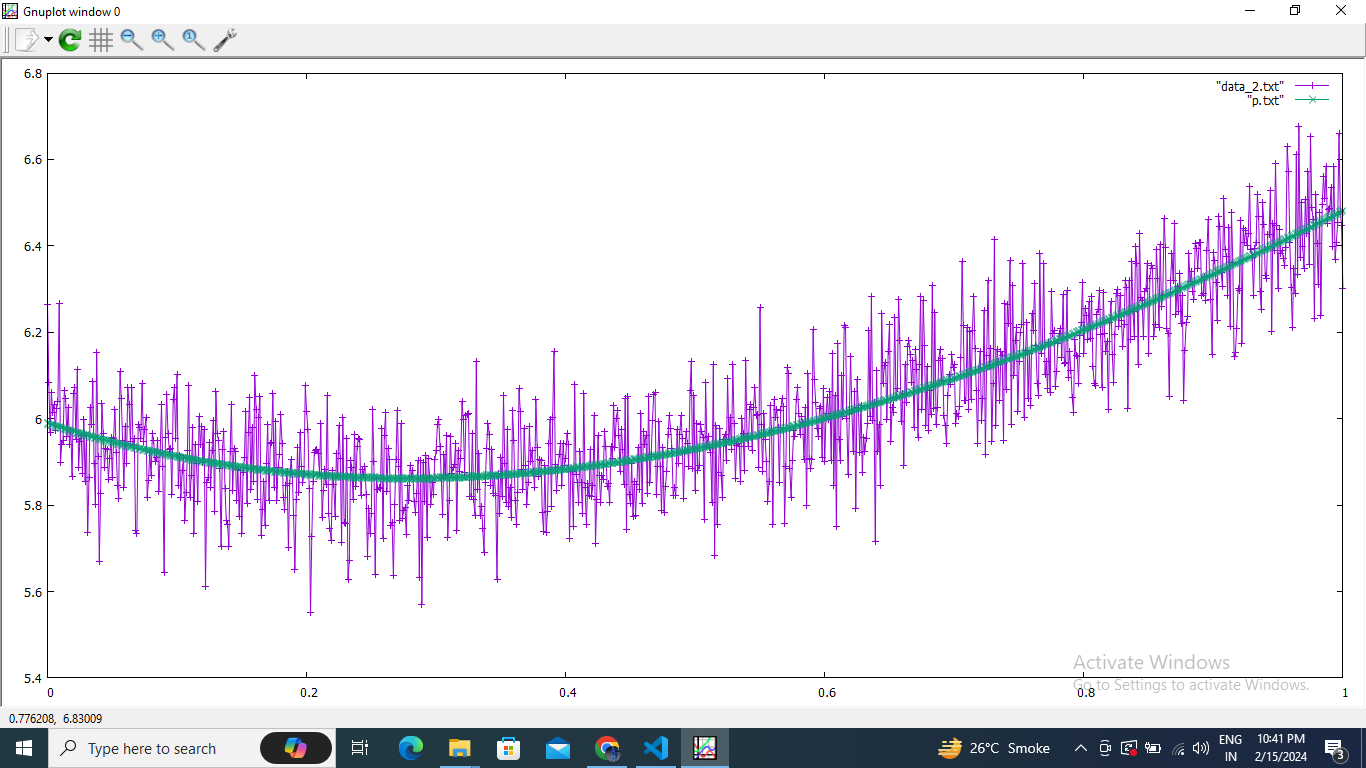 Gnuplot window 0
1
6.8
"data_2.txt"
"p.txt"
6.6
6.4
6.2
6
5.8
5.6
5.4
0
0.2
0.4
0.6
0.8
1
Activate Windows
Go to Settings to activate Windows.
0.776208, 6.83009
Type here to search
26°C Smoke
ENG
IN
10:41 PM
2/15/2024
3